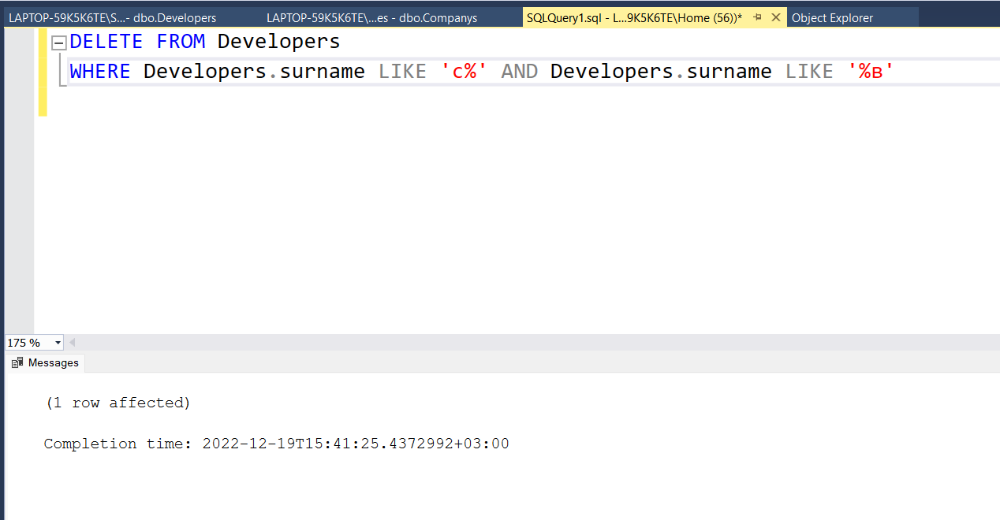 LAPTOP-59K5K6TE\S...- dbo.Developers LAPTOP-59K5K6TE\...es - dbo.Companys SQLQuery1.sql - L...9K5K6TE\Home (56))* Object Explorer
DELETE FROM Developers
WHERE Developers.surname LIKE 'с%' AND Developers.surname LIKE '%в'
175 %
Messages
(1 row affected)
Completion time: 2022-12-19T15:41:25.4372992+03:00